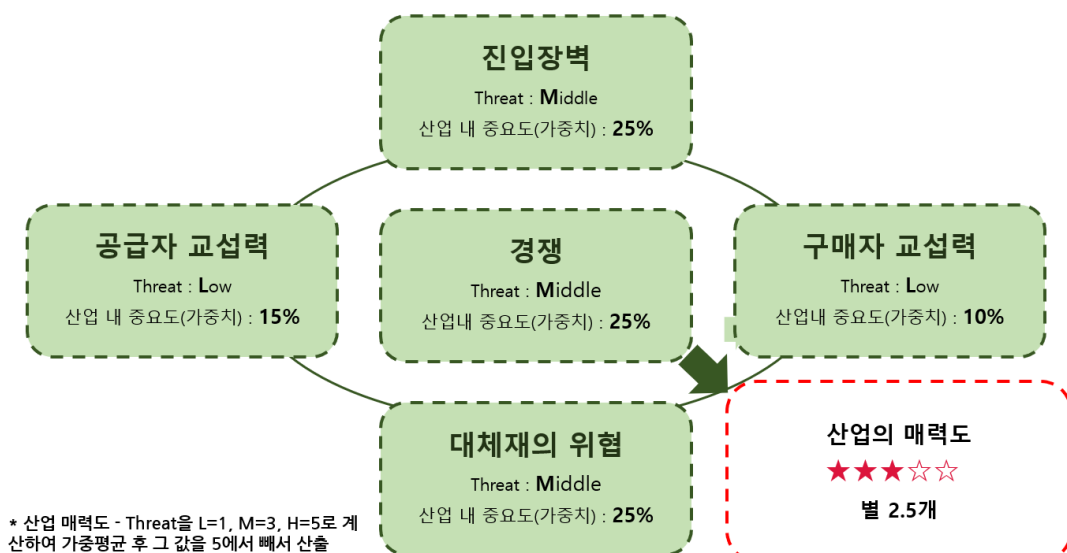 진입장벽
Threat : Middle
산업 내 중요도(가중치) : 25%
공급자 교섭력
Threat : Low
산업 내 중요도(가중치) : 15%
경쟁
Threat : Middle
산업내 중요도(가중치) : 25%
구매자 교섭력
Threat : Low
산업내 중요도(가중치) : 10%
대체재의 위협
Threat : Middle
산업 내 중요도(가중치) : 25%
산업의 매력도
★★★☆☆
별 2.5개
* 산업 매력도 - Threat을 L=1, M=3, H=5로 계
산하여 가중평균 후 그 값을 5에서 빼서 산출